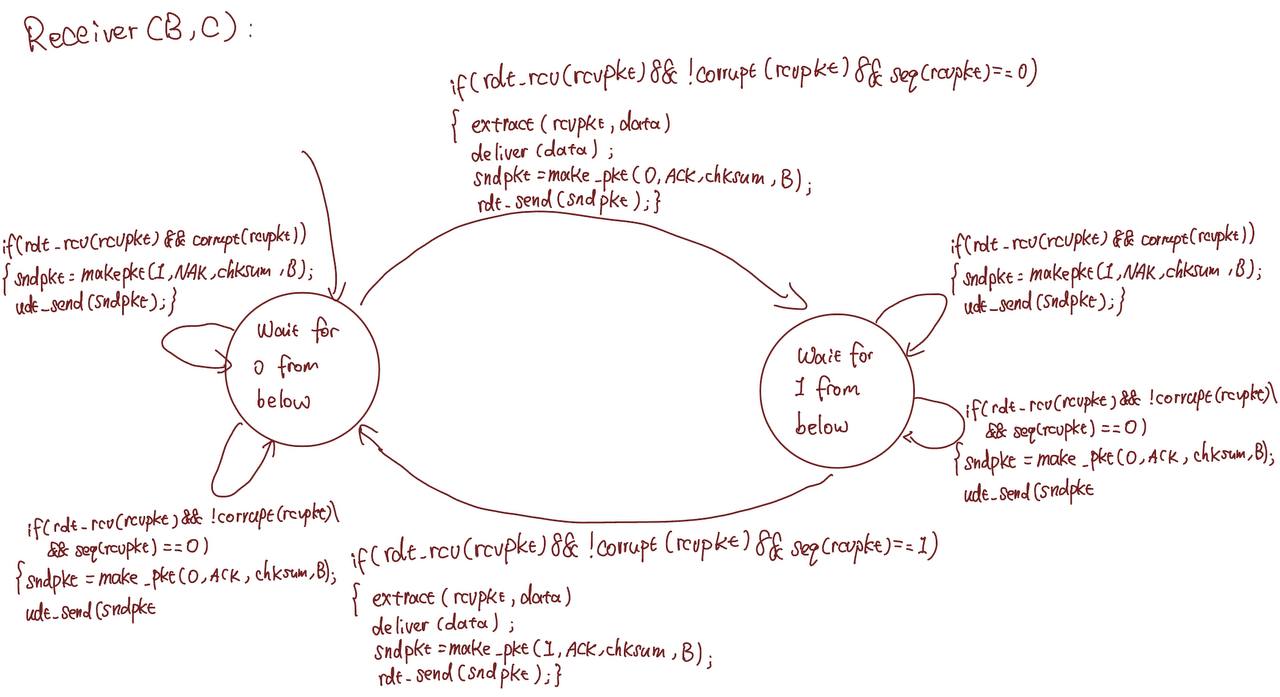 Receiver (B,C) :
if(rdt_rcv(rcvpkt) && !corrupt (rcvpkt) && seq(rcvpkt)==0)
{ extract (rcvpkt, data)
deliver (data) ;
sndpkt = make_pkt (0, ACK, chksum, B);
rdt_send (sndpkt);}
if(rdt_rcv(rcvpkt) && corrupt(rcvpkt))
{ sndpkt = makepkt(1, NAK, chksum, B);
udt_send (sndpkt);}
Wait for
0 from
below
if(rdt_rcv(rcvpkt) && corrupt(rcvpkt))
{ sndpkt = makepkt(1, NAK, chksum, B);
udt_send (sndpkt);}
Wait for
1 from
below
if(rdt_rcv(rcvpkt) && !corrupt(rcvpkt)\
&& seq(rcvpkt) ==0)
{ sndpkt = make_pkt(0, ACK, chksum, B);
udt_send (sndpkt
if(rdt_rcv(rcvpkt) && !corrupt(rcvpkt)\
&& seq(rcvpkt) ==0)
{ sndpkt = make_pkt(0, ACK, chksum, B);
udt_send (sndpkt
if(rdt_rcv(rcvpkt) && !corrupt (rcvpkt) && seq(rcvpkt)==1)
{ extract (rcvpkt, data)
deliver (data) ;
sndpkt = make_pkt (1, ACK, chksum, B);
rdt_send (sndpkt);}